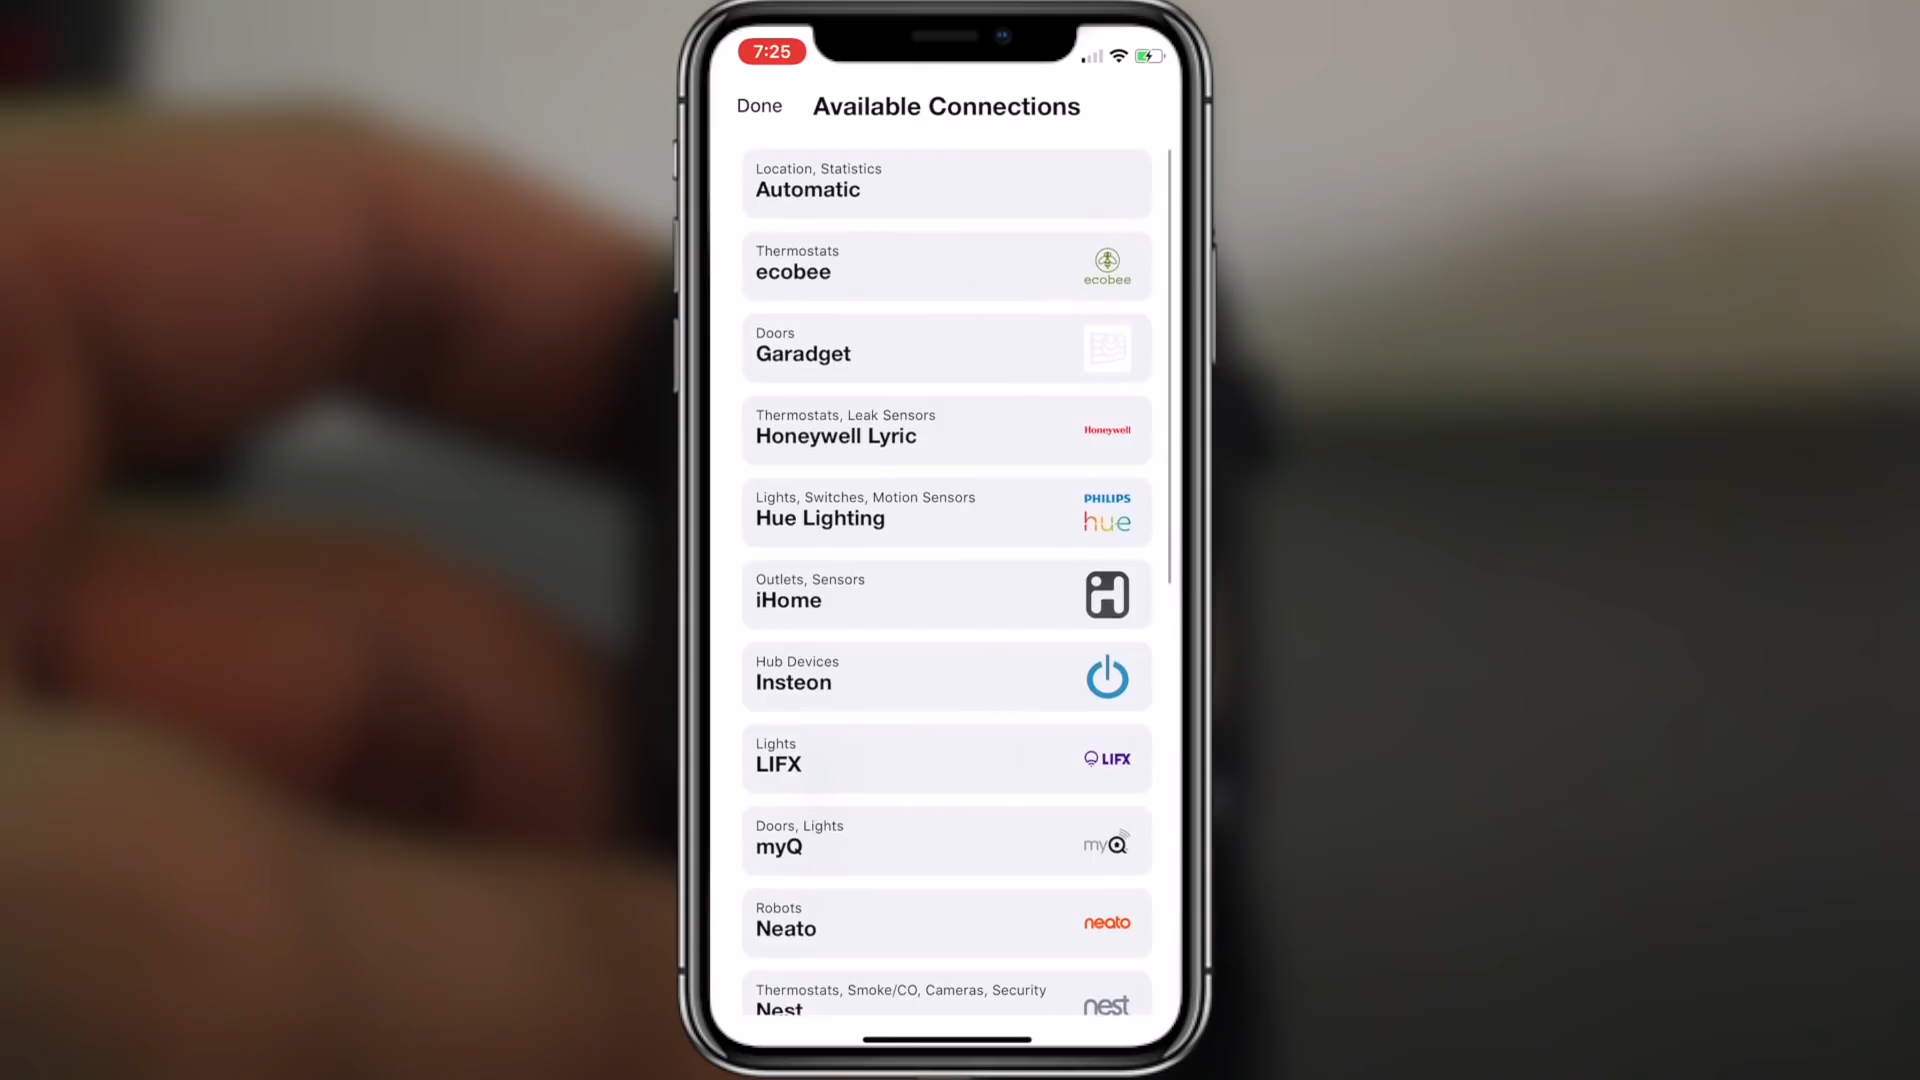 7:25
Done
Available Connections
Location, Statistics
Automatic
Thermostats
ecobee
ecobee
Doors
Garadget
Thermostats, Leak Sensors
Honeywell Lyric
Honeywell
Lights, Switches, Motion Sensors
Hue Lighting
PHILIPS
hue
Outlets, Sensors
iHome
iH
Hub Devices
Insteon
Lights
LIFX
LIFX
Doors, Lights
myQ
myQ
Robots
Neato
neato
Thermostats, Smoke/CO, Cameras, Security
Nest
nest